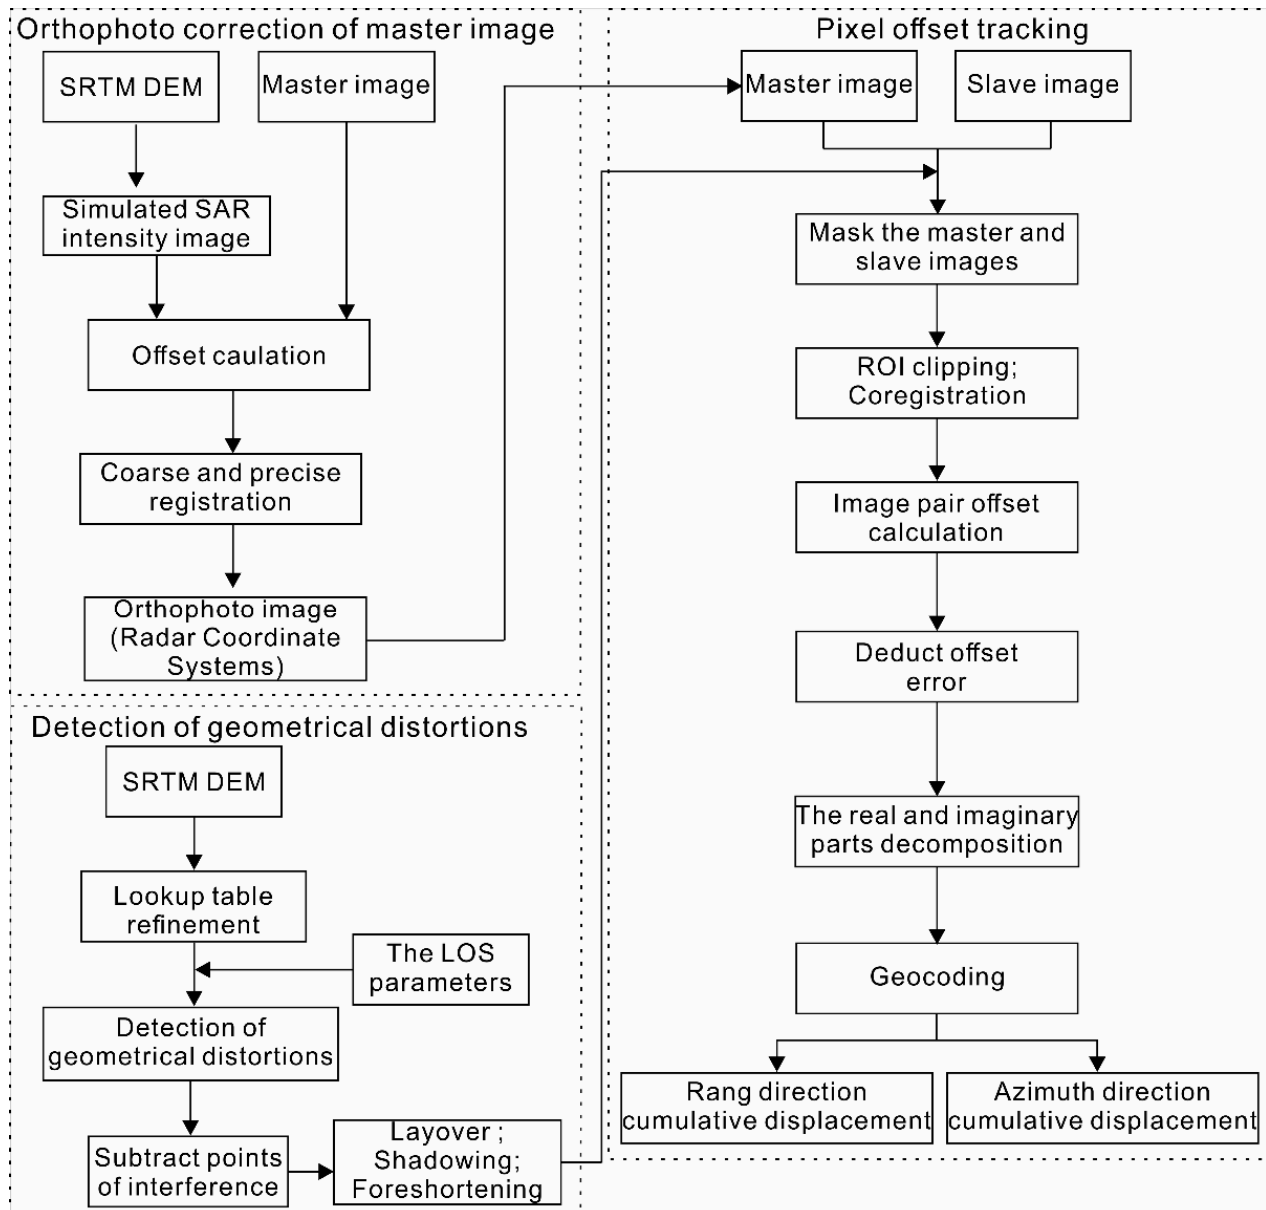 Orthophoto correction of master image
SRTM DEM
Master image
Simulated SAR
intensity image
Offset caulation
Coarse and precise
registration
Orthophoto image
(Radar Coordinate
Systems)
Detection of geometrical distortions
SRTM DEM
Lookup table
refinement
The LOS
parameters
Detection of
geometrical distortions
Subtract points
of interference
Layover ;
Shadowing;
Foreshortening
Pixel offset tracking
Master image
Slave image
Mask the master and
slave images
ROI clipping;
Coregistration
Image pair offset
calculation
Deduct offset
error
The real and imaginary
parts decomposition
Geocoding
Rang direction
cumulative displacement
Azimuth direction
cumulative displacement